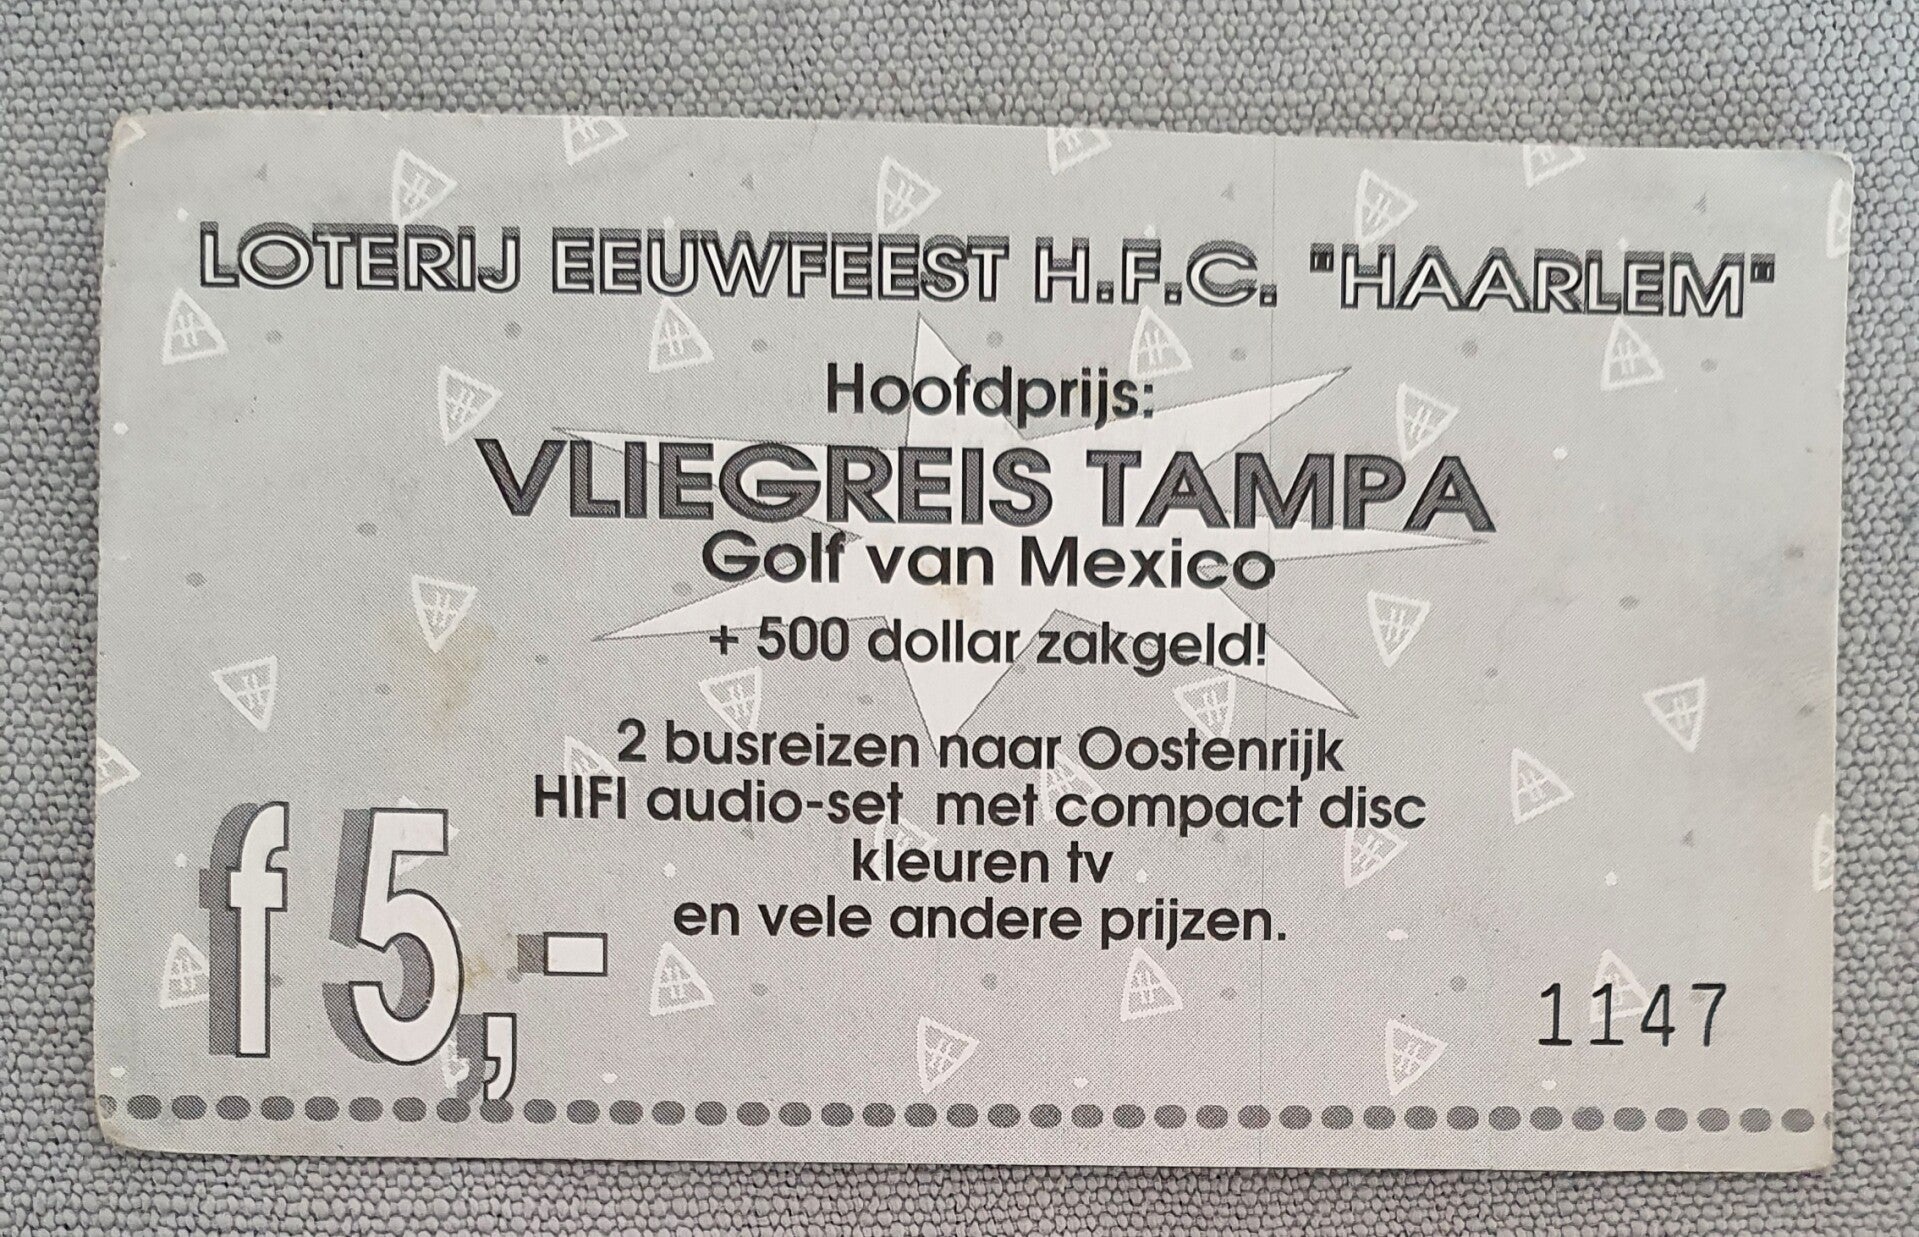 LOTERIJ EEUWFEEST H.F.C. "HAARLEM"
Hoofdprijs:
VLIEGREIS TAMPA
Golf van Mexico
+ 500 dollar zakgeld!
2 busreizen naar Oostenrijk
HIFI audio-set met compact disc
kleuren tv
en vele andere prijzen.
f 5,-
1147